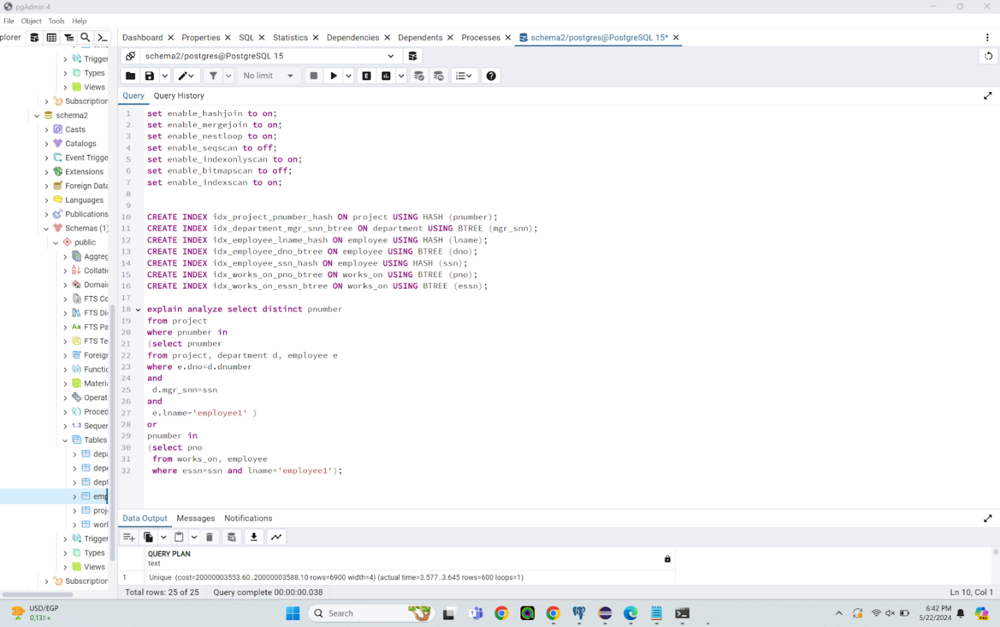 pgAdmin 4
File Object Tools Help
plorer
Dashboard Properties SQL Statistics Dependencies Dependents Processes schema2/postgres@PostgreSQL 15*
schema2/postgres@PostgreSQL 15
No limit
Query Query History
Trigger
Types
Views
Subscription
schema2
Casts
Catalogs
Event Trigge
Extensions
Foreign Data
Languages
Publications
Schemas (1)
public
Aggreg
Collatic
Domai
FTS Co
FTS Di
FTS Pa
FTS Te
Foreign
Functic
Materia
Operat
Proced
1..3 Sequer
Tables
depa
depe
dept
emp
proj
worl
Trigger
Types
Views
Subscription
1 set enable_hashjoin to on;
2 set enable_mergejoin to on;
3 set enable_nestloop to on;
4 set enable_seqscan to off;
5 set enable_indexonlyscan to on;
6 set enable_bitmapscan to off;
7 set enable_indexscan to on;
8
9
10 CREATE INDEX idx_project_pnumber_hash ON project USING HASH (pnumber);
11 CREATE INDEX idx_department_mgr_snn_btree ON department USING BTREE (mgr_snn);
12 CREATE INDEX idx_employee_lname_hash ON employee USING HASH (lname);
13 CREATE INDEX idx_employee_dno_btree ON employee USING BTREE (dno);
14 CREATE INDEX idx_employee_ssn_hash ON employee USING HASH (ssn);
15 CREATE INDEX idx_works_on_pno_btree ON works_on USING BTREE (pno);
16 CREATE INDEX idx_works_on_essn_btree ON works_on USING BTREE (essn);
17
18 explain analyze select distinct pnumber
19 from project
20 where pnumber in
21 (select pnumber
22 from project, department d, employee e
23 where e.dno=d.dnumber
24 and
25 d.mgr_snn=ssn
26 and
27 e.lname='employee1' )
28 or
29 pnumber in
30 (select pno
31 from works_on, employee
32 where essn=ssn and lname='employee1');
Data Output Messages Notifications
QUERY PLAN
text
1 Unique (cost=20000003553.60..20000003588.10 rows=6900 width=4) (actual time=3.577..3.645 rows=600 loops=1)
Total rows: 25 of 25 Query complete 00:00:00.038 Ln 10, Col 1
USD/EGP
0,13%
Search
6:42 PM
5/22/2024